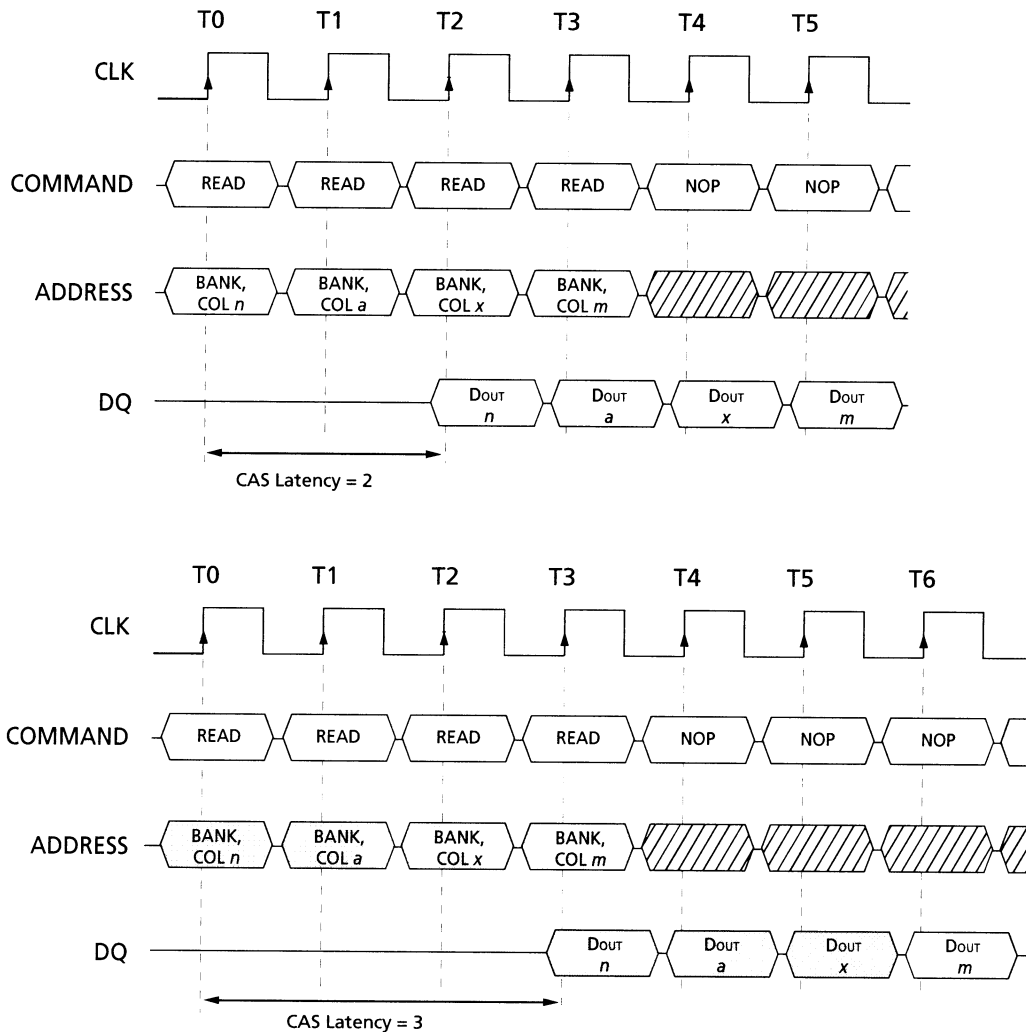 T0 T1 T2 T3 T4 T5
CLK
COMMAND READ READ READ READ NOP NOP
ADDRESS BANK, COL n BANK, COL a BANK, COL x BANK, COL m
DQ DOUT n DOUT a DOUT x DOUT m
CAS Latency = 2
T0 T1 T2 T3 T4 T5 T6
CLK
COMMAND READ READ READ READ NOP NOP NOP
ADDRESS BANK, COL n BANK, COL a BANK, COL x BANK, COL m
DQ DOUT n DOUT a DOUT x DOUT m
CAS Latency = 3